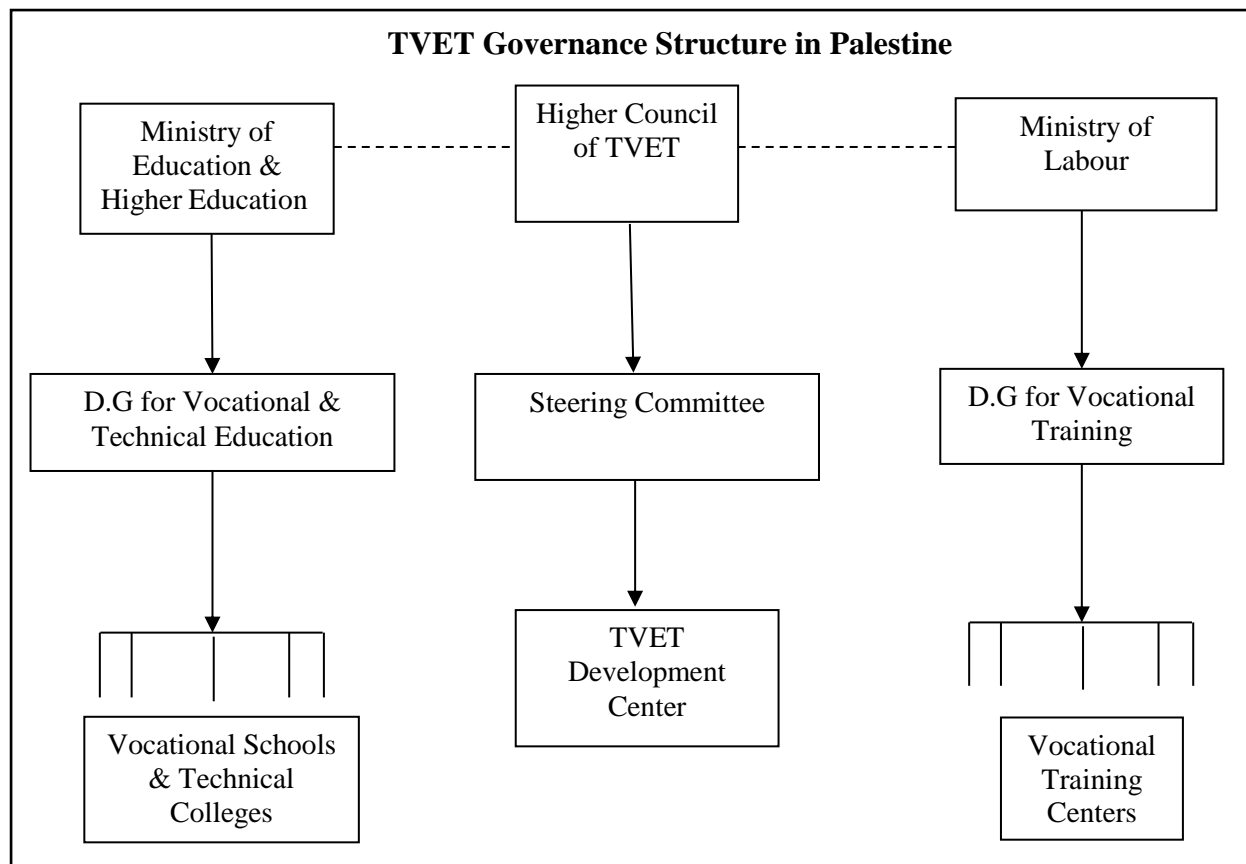 TVET Governance Structure in Palestine
Ministry of
Education &
Higher Education
Higher Council
of TVET
Ministry of
Labour
D.G for Vocational &
Technical Education
Steering Committee
D.G for Vocational
Training
TVET
Development
Center
Vocational Schools
& Technical
Colleges
Vocational
Training
Centers